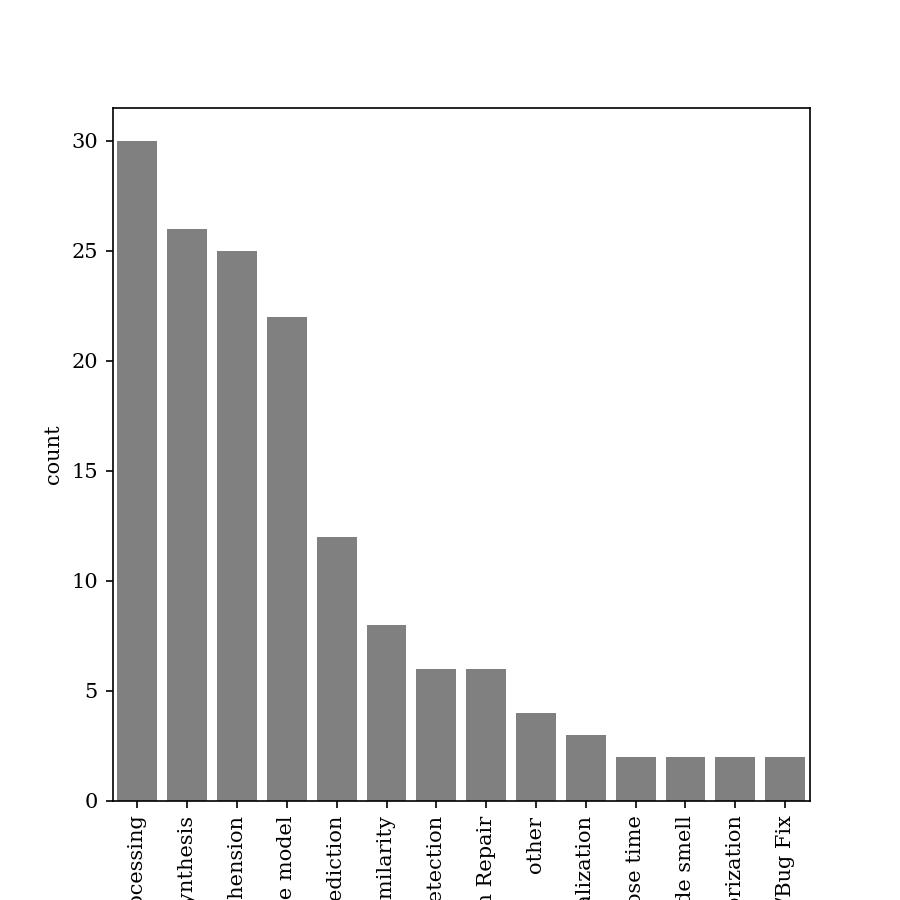 30
25
20
15
10
5
0
count
ocessing
ynthesis
hension
e model
ediction
milarity
etection
n Repair
other
alization
ose time
de smell
orization
/Bug Fix